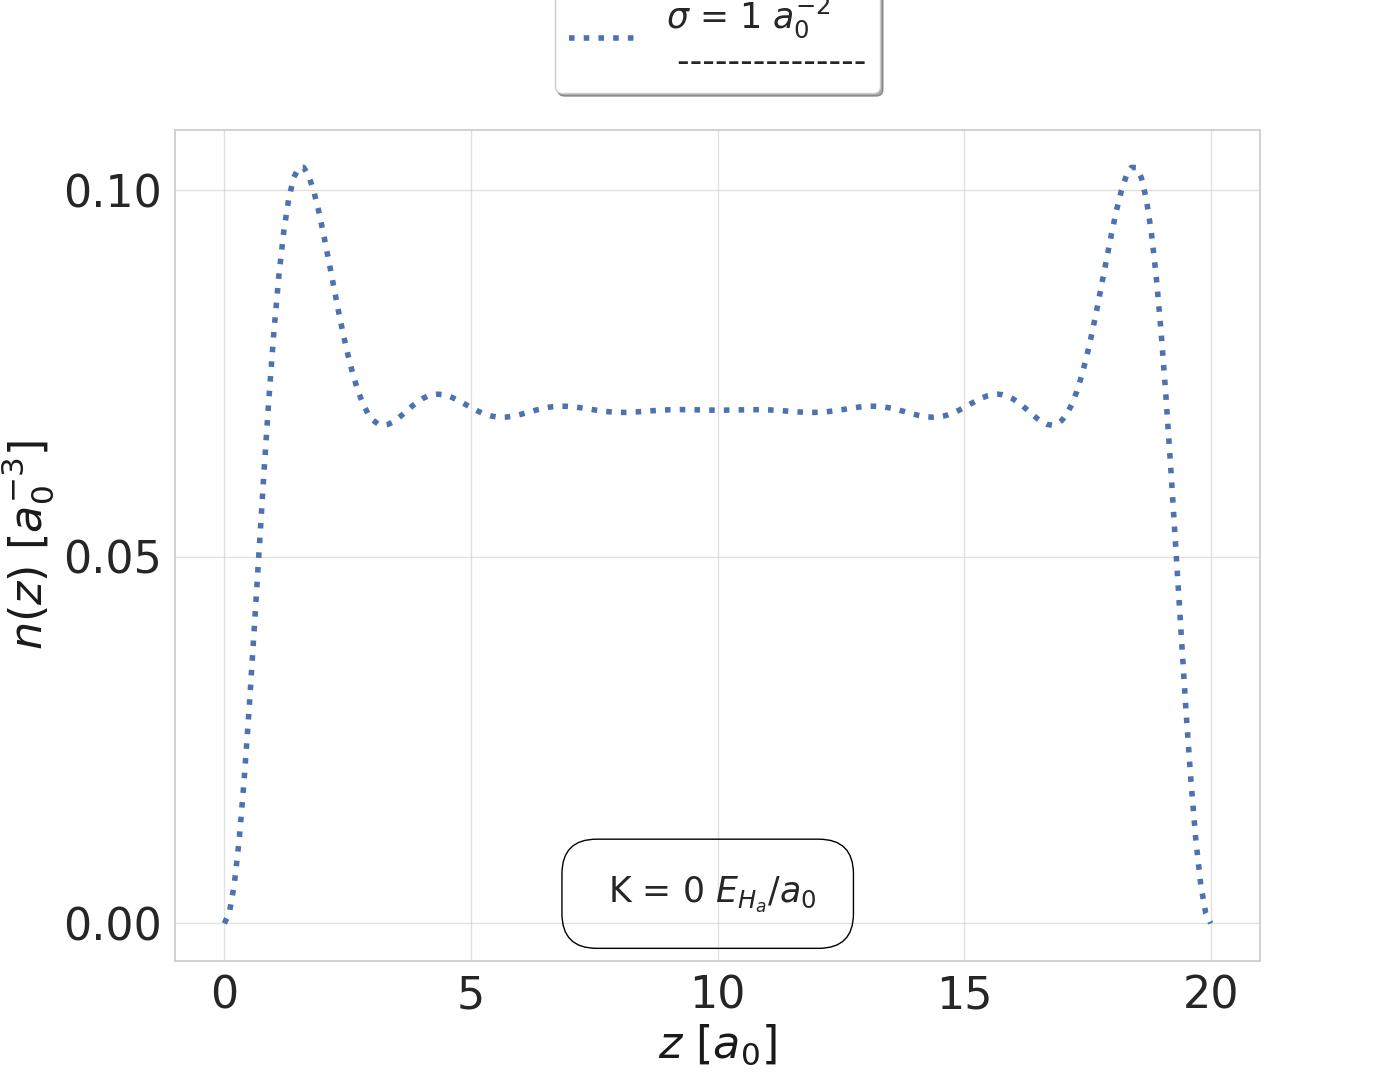 σ = 1 a₀⁻²
---------------
0.10
0.05
0.00
n(z) [a₀⁻³]
K = 0 E_{H_a}/a₀
0 5 10 15 20
z [a₀]